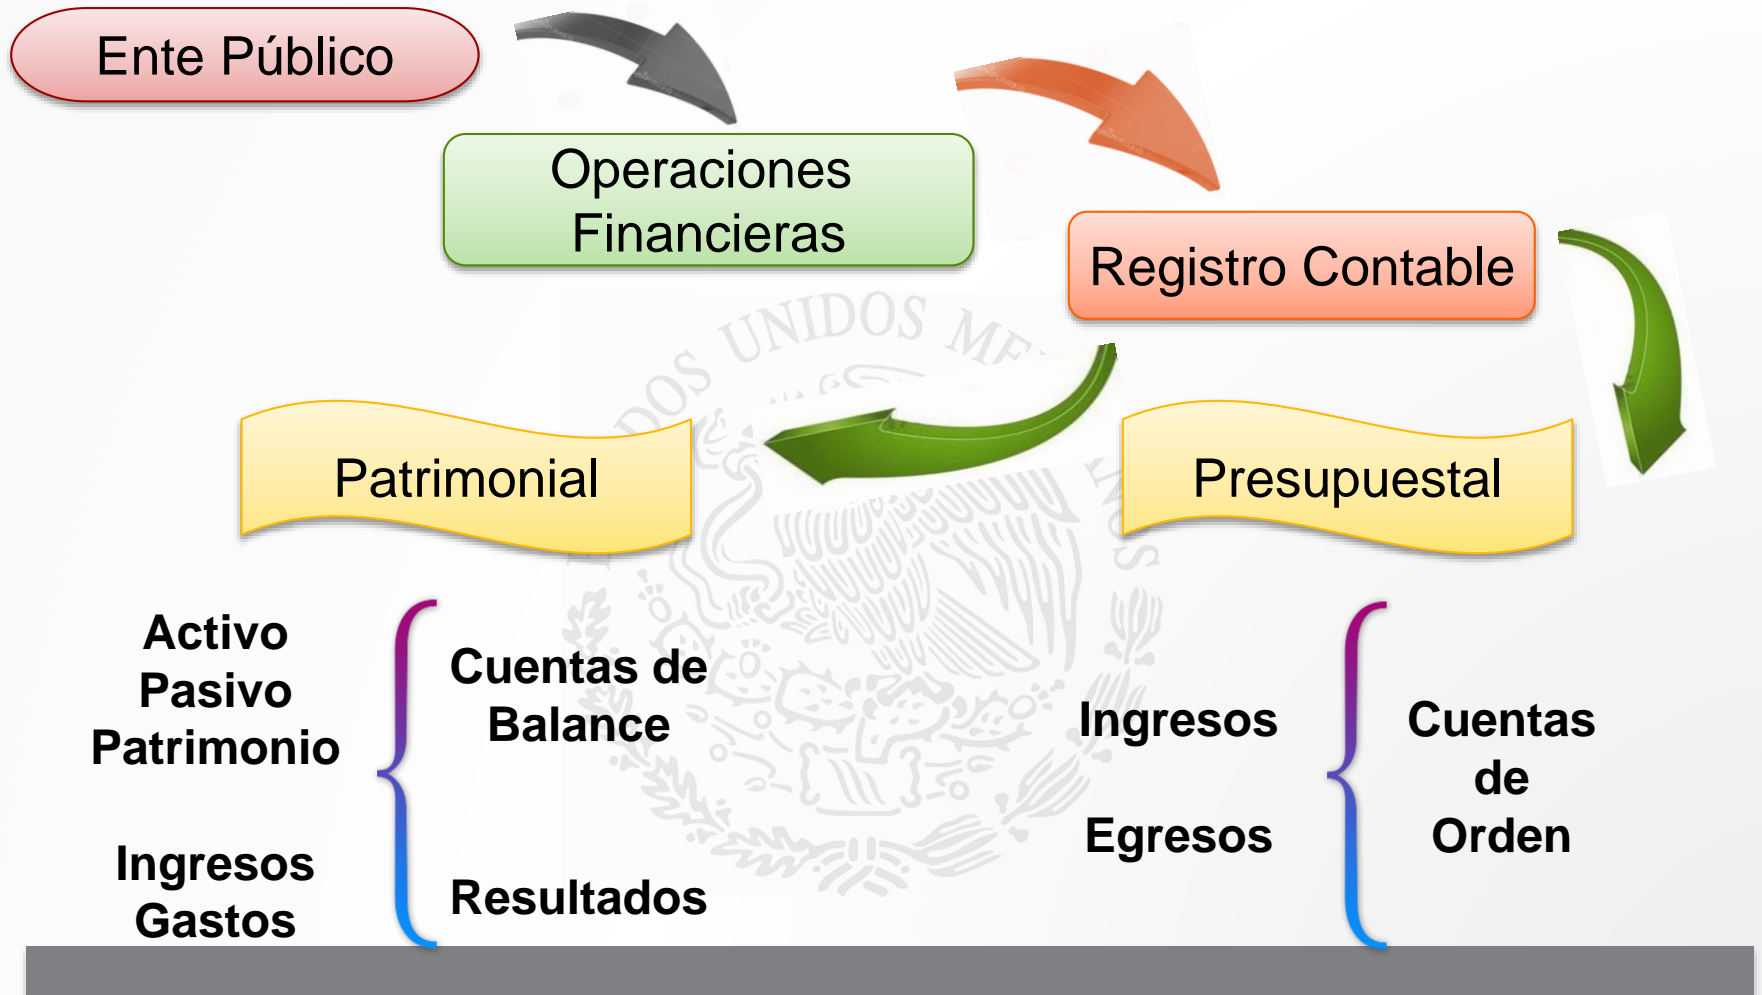 Ente Público
Operaciones
Financieras
Registro Contable
Patrimonial
Presupuestal
Activo
Pasivo
Patrimonio
Ingresos
Gastos
Cuentas de
Balance
Resultados
Ingresos
Egresos
Cuentas
de
Orden
UNIDOS